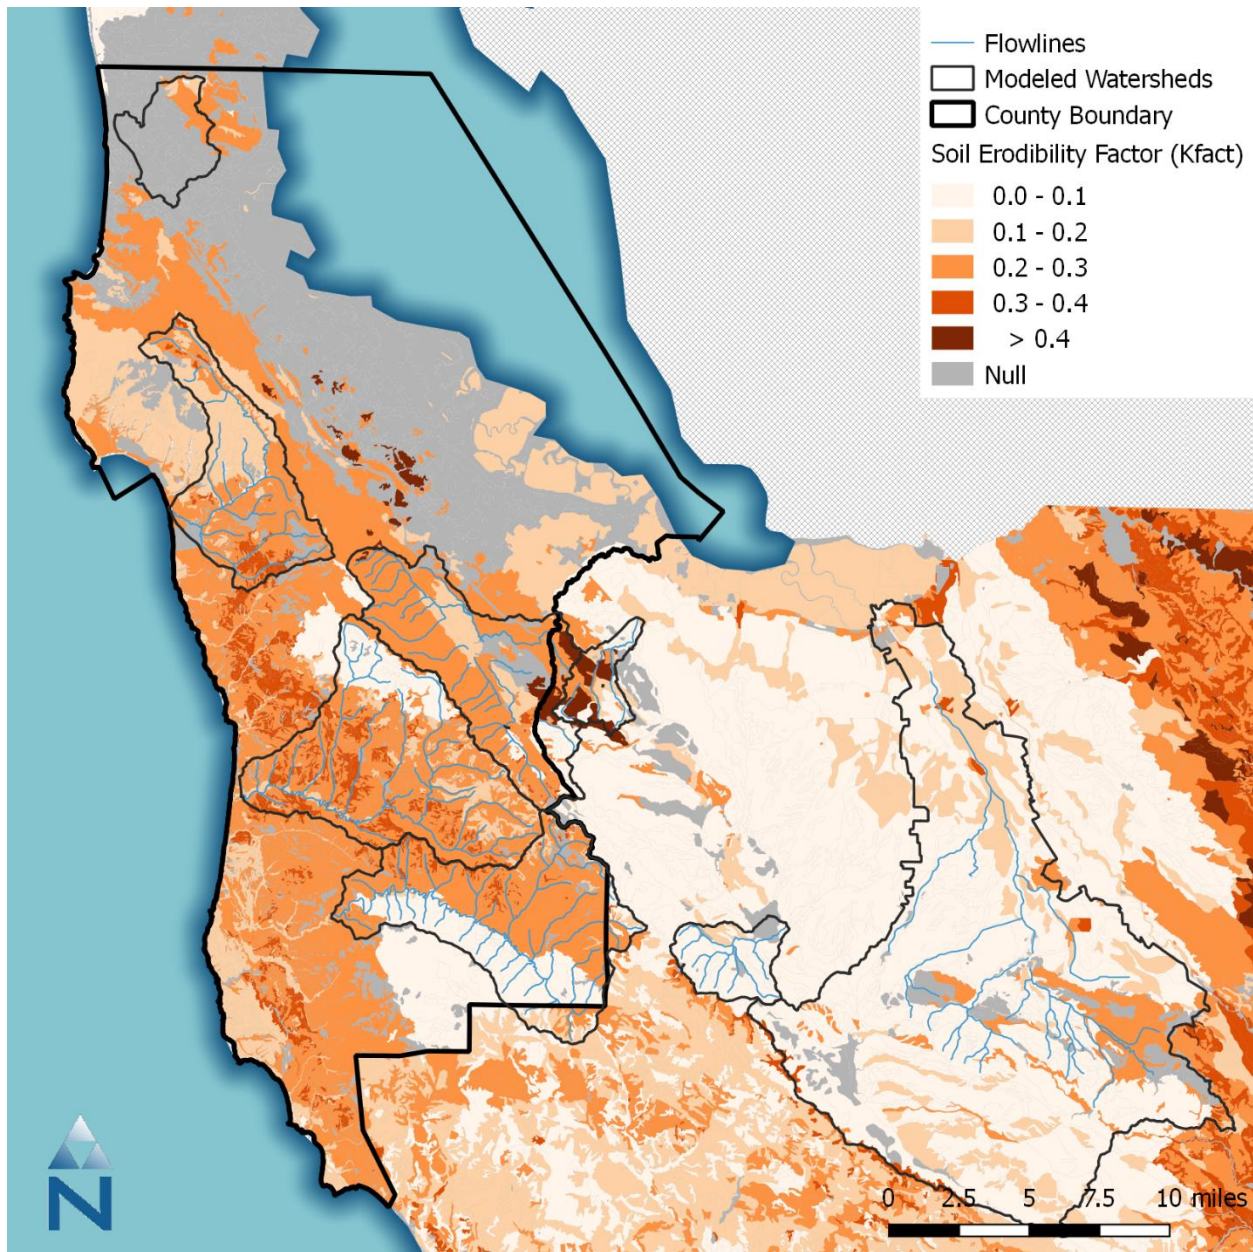 Flowlines
Modeled Watersheds
County Boundary
Soil Erodibility Factor (Kfact)
0.0 - 0.1
0.1 - 0.2
0.2 - 0.3
0.3 - 0.4
> 0.4
Null
N
0 2.5 5 7.5 10 miles